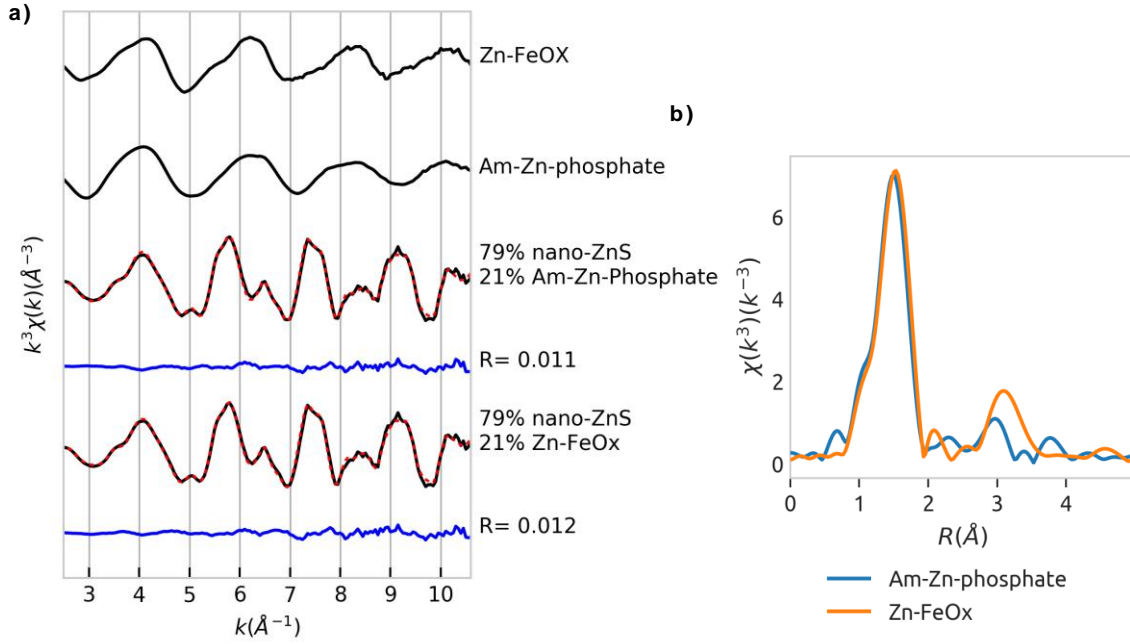 a)
Zn-FeOX
Am-Zn-phosphate
79% nano-ZnS
21% Am-Zn-Phosphate
R= 0.011
79% nano-ZnS
21% Zn-FeOx
R= 0.012
k³χ(k)(Å⁻³)
3 4 5 6 7 8 9 10
k(Å⁻¹)
b)
χ(k³)(k⁻³)
6
4
2
0
0 1 2 3 4
R(Å)
Am-Zn-phosphate
Zn-FeOx